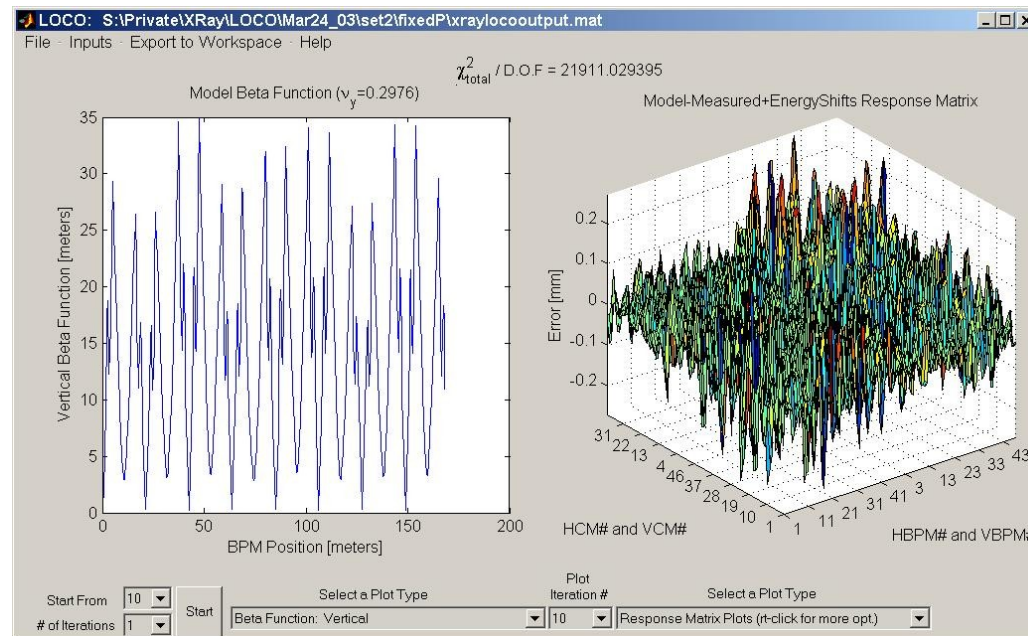 LOCO: S:\Private\XRay\LOCO\Mar24_03\set2\fixedP\xraylocooutput.mat
File - Inputs - Export to Workspace - Help
χ²total / D.O.F = 21911.029395
Model Beta Function (νy=0.2976)
35
30
25
20
15
10
5
0
0 50 100 150 200
Vertical Beta Function [meters]
BPM Position [meters]
Model-Measured+EnergyShifts Response Matrix
0.2
0.1
0
-0.1
-0.2
Error [mm]
31 22 13 4 46 37 28 19 10 1
1 11 21 31 41 3 13 23 33 43
HCM# and VCM#
HBPM# and VBPM#
Start From 10
# of Iterations 1
Start
Select a Plot Type
Beta Function: Vertical
Plot
Iteration #
10
Select a Plot Type
Response Matrix Plots (rt-click for more opt.)